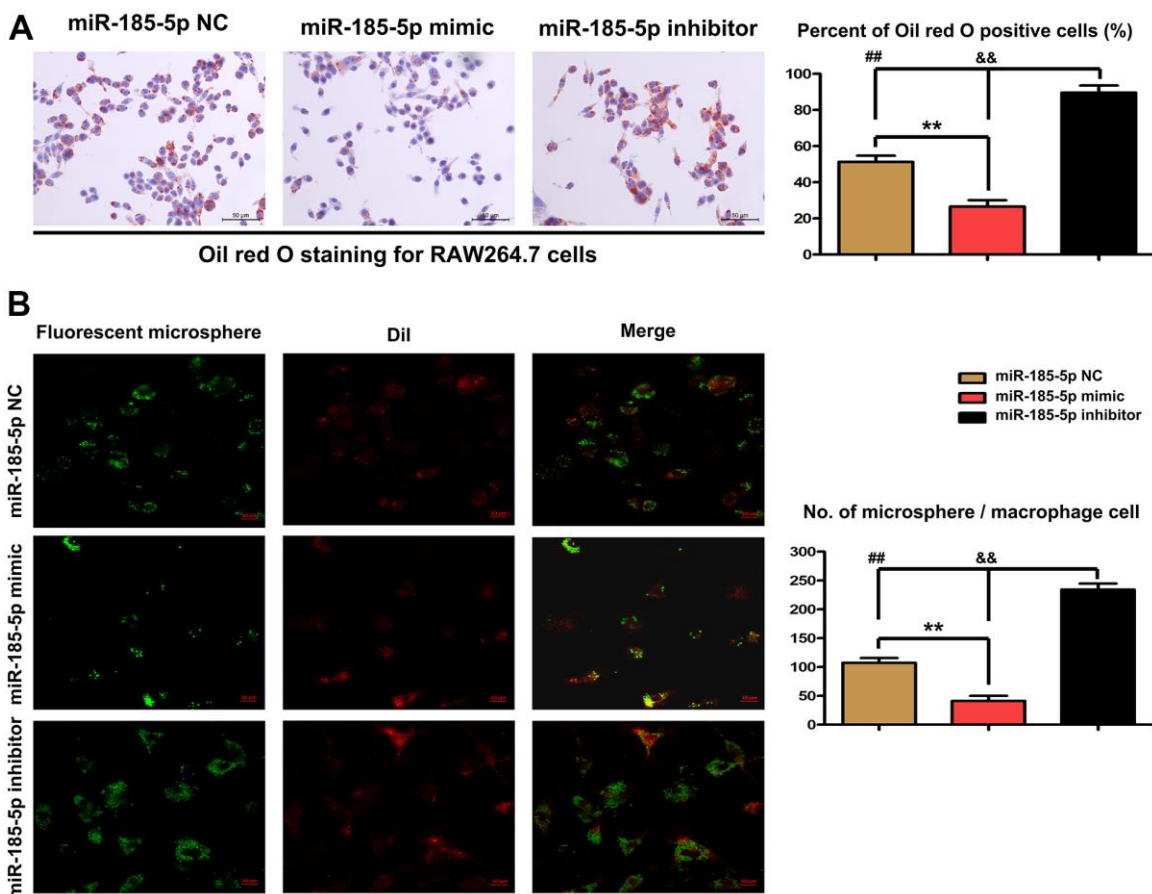 A
miR-185-5p NC
miR-185-5p mimic
miR-185-5p inhibitor
50 µm
50 µm
50 µm
Oil red O staining for RAW264.7 cells
Percent of Oil red O positive cells (%)
## &&
**
100
80
60
40
20
0
B
Fluorescent microsphere
DiI
Merge
miR-185-5p NC
miR-185-5p mimic
miR-185-5p inhibitor
miR-185-5p NC
miR-185-5p mimic
miR-185-5p inhibitor
No. of microsphere / macrophage cell
## &&
**
300
250
200
150
100
50
0